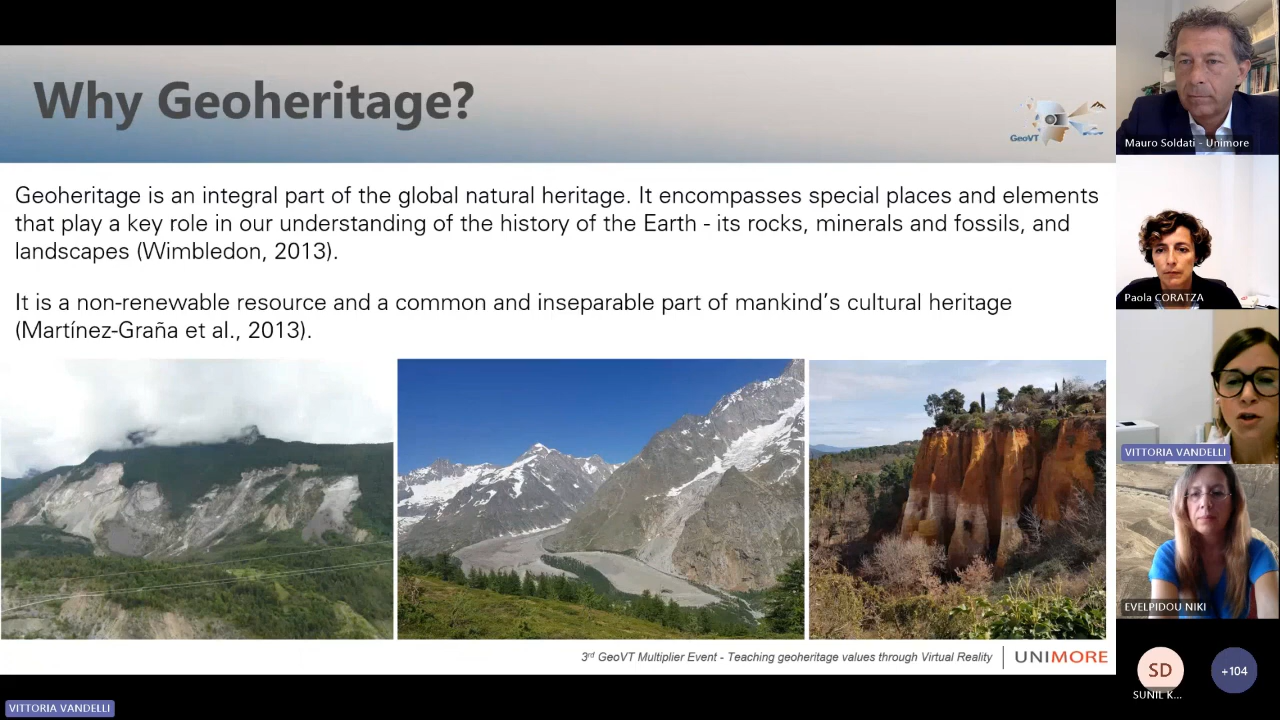 Why Geoheritage?
GeoVT
Geoheritage is an integral part of the global natural heritage. It encompasses special places and elements
that play a key role in our understanding of the history of the Earth - its rocks, minerals and fossils, and
landscapes (Wimbledon, 2013).
It is a non-renewable resource and a common and inseparable part of mankind’s cultural heritage
(Martínez-Graña et al., 2013).
3rd GeoVT Multiplier Event - Teaching geoheritage values through Virtual Reality
UNIMORE
VITTORIA VANDELLI
Mauro Soldati - Unimore
Paola CORATZA
VITTORIA VANDELLI
EVELPIDOU NIKI
SD
+104
SUNIL K...